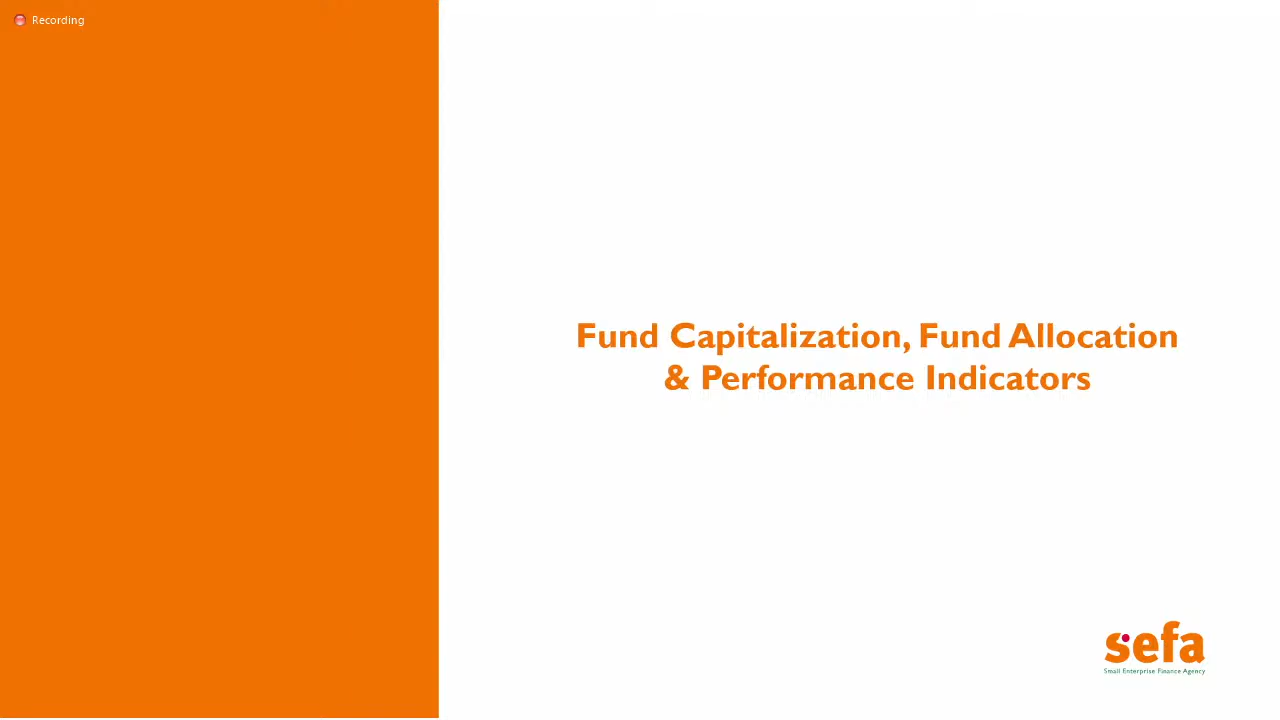 Recording
Fund Capitalization, Fund Allocation
& Performance Indicators
sefa
Small Enterprise Finance Agency